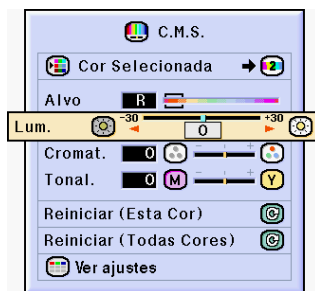 C.M.S.
Cor Selecionada 2
Alvo R
Lum. -30 0 +30
Cromat. 0 - +
Tonal. 0 M - + Y
Reiniciar (Esta Cor)
Reiniciar (Todas Cores)
Ver ajustes